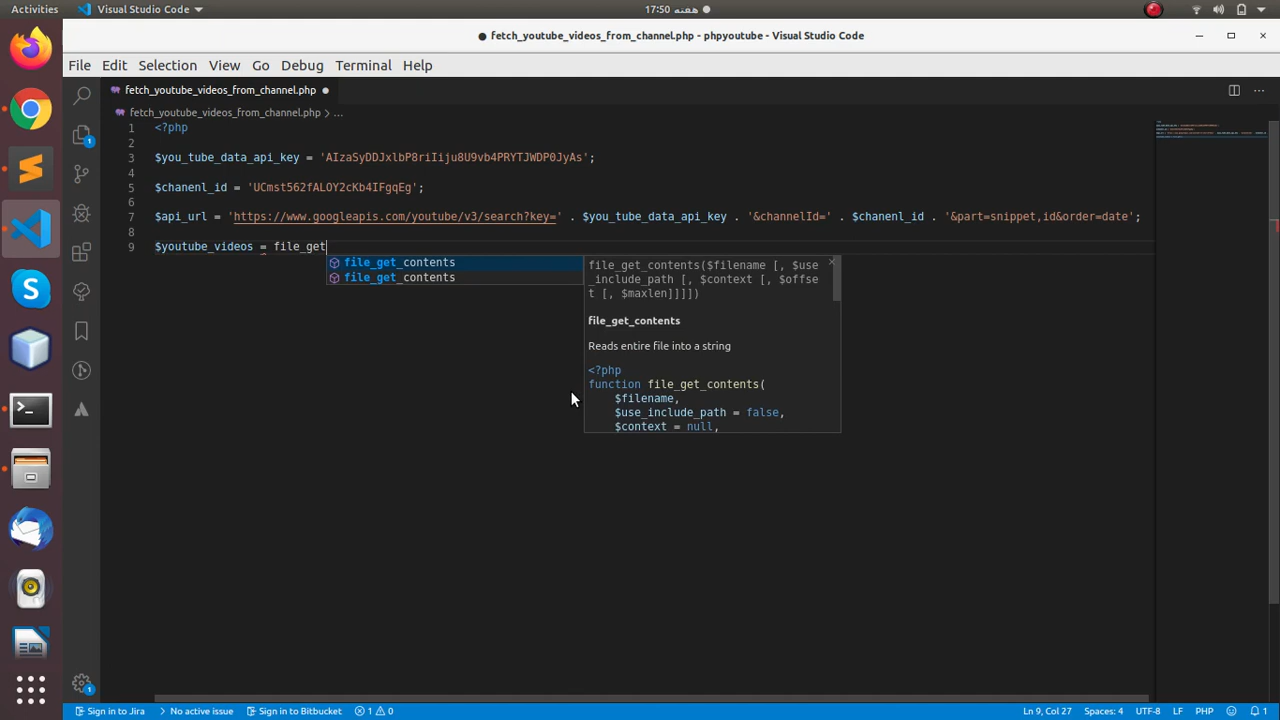 Activities Visual Studio Code 17:50 هفته
fetch_youtube_videos_from_channel.php - phpyoutube - Visual Studio Code
File Edit Selection View Go Debug Terminal Help
fetch_youtube_videos_from_channel.php
fetch_youtube_videos_from_channel.php > ...
1 <?php
2
3 $you_tube_data_api_key = 'AIzaSyDDJxlbP8riIiju8U9vb4PRYTJWDP0JyAs';
4
5 $chanenl_id = 'UCmst562fALOY2cKb4IFgqEg';
6
7 $api_url = 'https://www.googleapis.com/youtube/v3/search?key=' . $you_tube_data_api_key . '&channelId=' . $chanenl_id . '&part=snippet,id&order=date';
8
9 $youtube_videos = file_get
file_get_contents
file_get_contents
file_get_contents($filename [, $use
_include_path [, $context [, $offse
t [, $maxlen]]]])
file_get_contents
Reads entire file into a string
<?php
function file_get_contents(
$filename,
$use_include_path = false,
$context = null,
Sign in to Jira No active issue Sign in to Bitbucket 1 0 Ln 9, Col 27 Spaces: 4 UTF-8 LF PHP 1